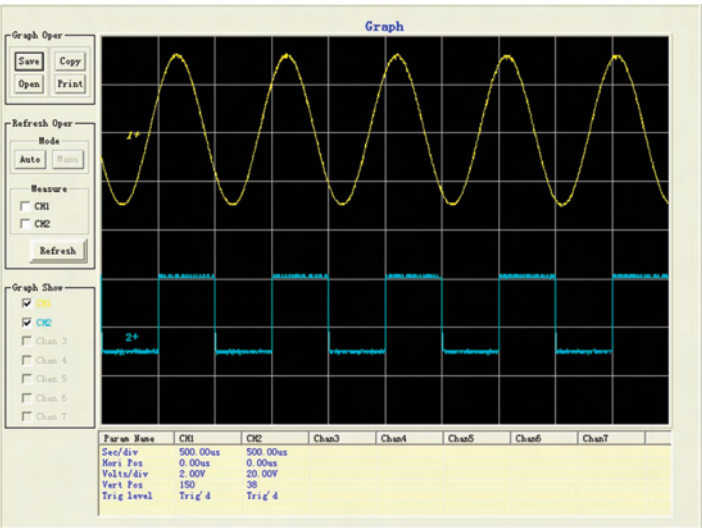 Graph
Graph Oper
Save Copy
Open Print
Refresh Oper
Mode
Auto Manu
Measure
CH1
CH2
Refresh
Graph Show
CH1
CH2
Chan 3
Chan 4
Chan 5
Chan 6
Chan 7
1+
2+
Param Name CH1 CH2 Chan3 Chan4 Chan5 Chan6 Chan7
Sec/div 500.00us 500.00us
Hori Pos 0.00us 0.00us
Volts/div 2.00V 20.00V
Vert Pos 150 38
Trig level Trig'd Trig'd